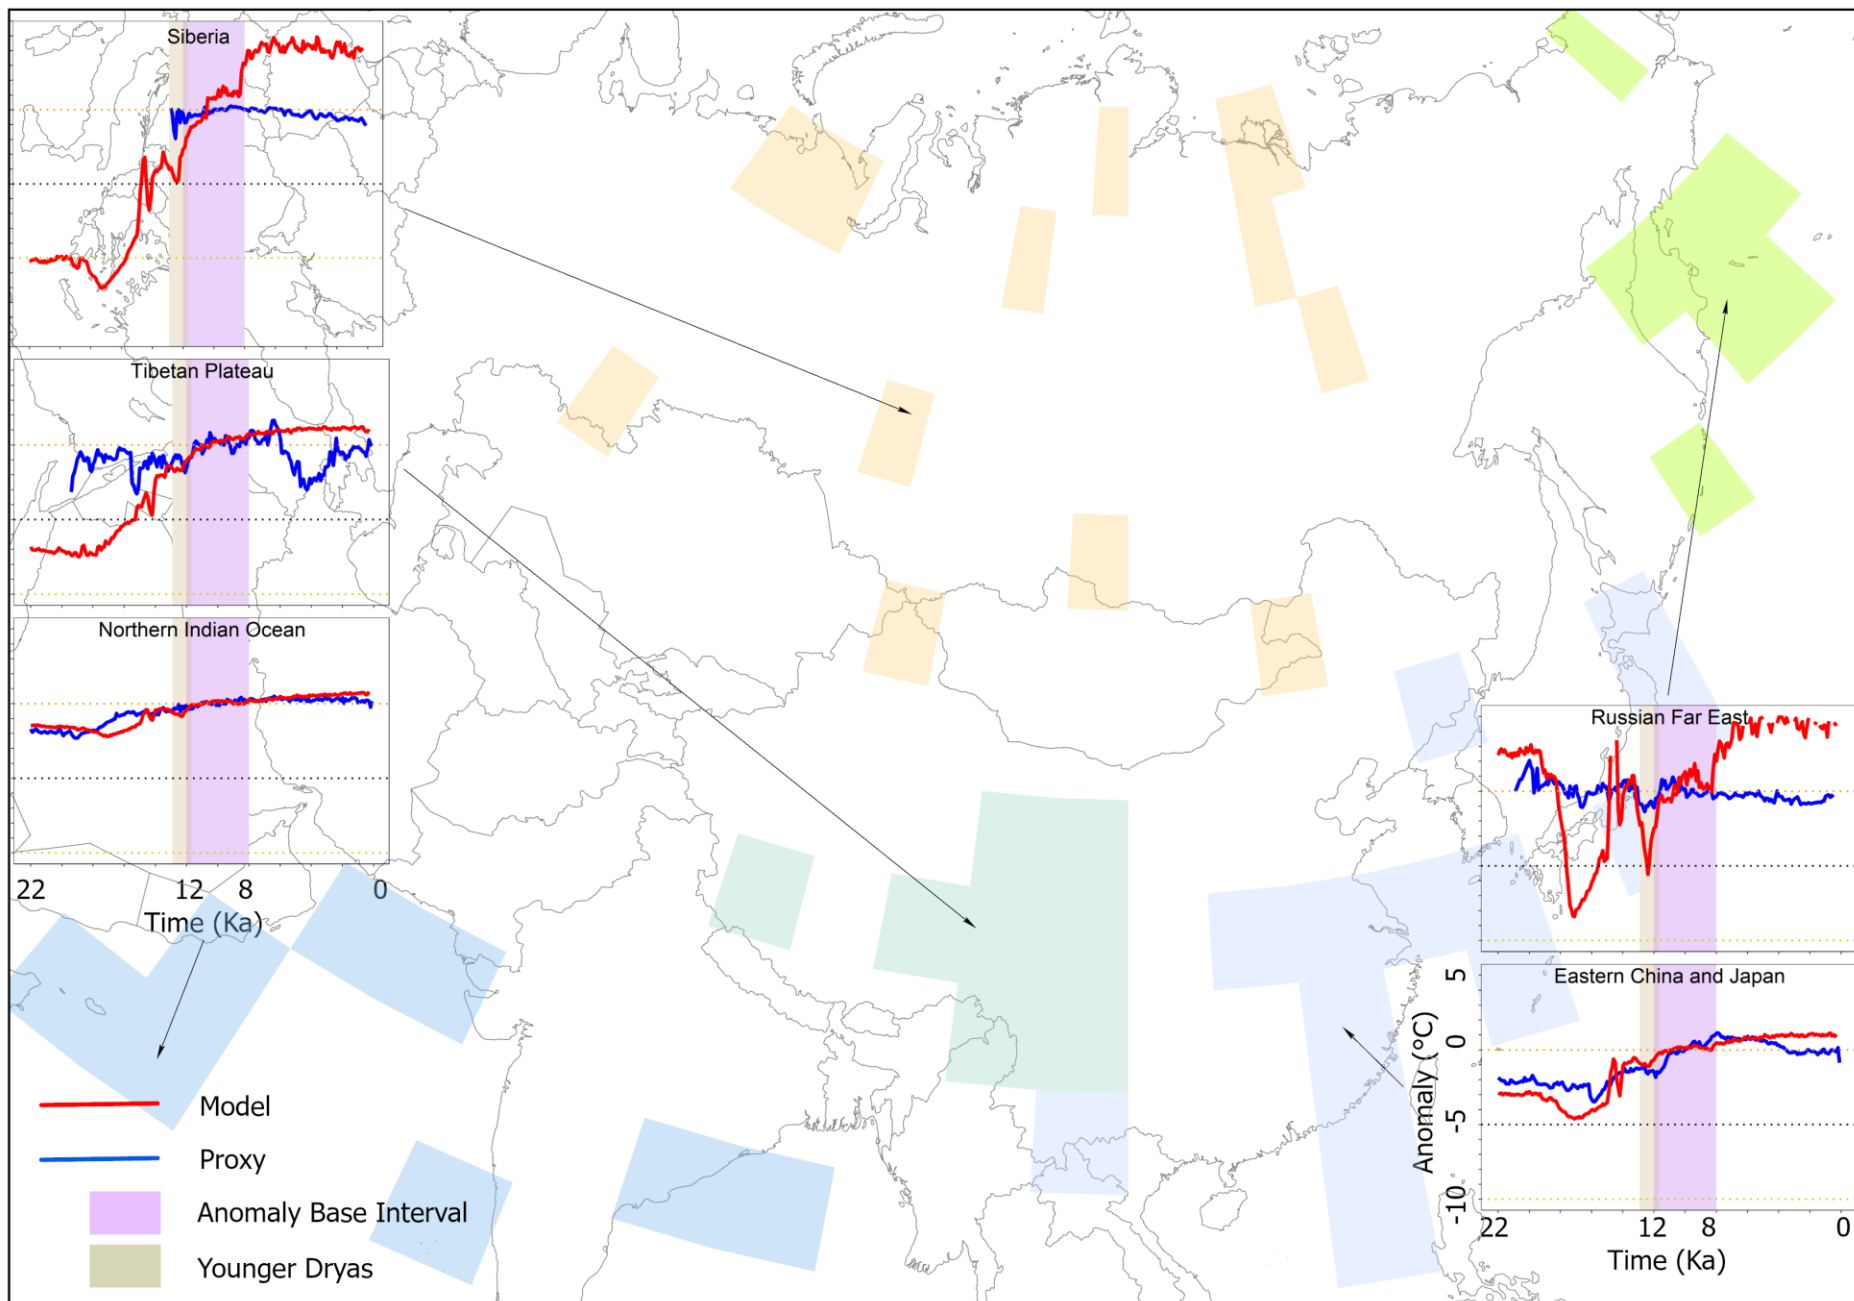 Siberia
Tibetan Plateau
Northern Indian Ocean
22 12 8 0
Time (Ka)
Model
Proxy
Anomaly Base Interval
Younger Dryas
Russian Far East
Eastern China and Japan
5
0
-5
-10
Anomaly (°C)
22 12 8 0
Time (Ka)